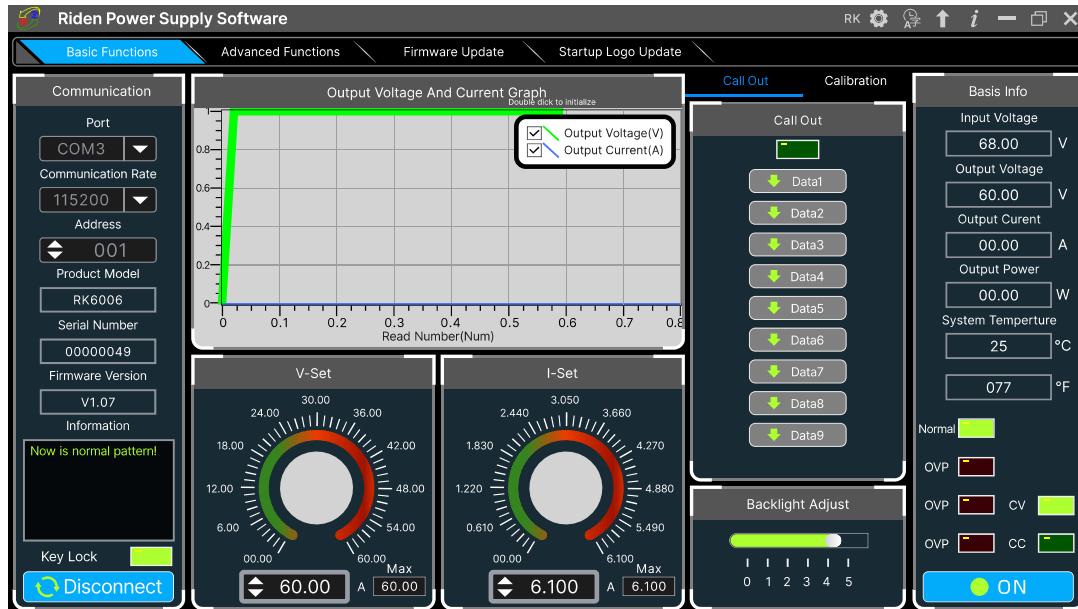 Riden Power Supply Software
RK
Basic Functions
Advanced Functions
Firmware Update
Startup Logo Update
Communication
Port
COM3
Communication Rate
115200
Address
001
Product Model
RK6006
Serial Number
00000049
Firmware Version
V1.07
Information
Now is normal pattern!
Key Lock
Disconnect
Output Voltage And Current Graph
Double dick to initialize
Output Voltage(V)
Output Current(A)
1
0.8
0.6
0.4
0.2
0
0 0.1 0.2 0.3 0.4 0.5 0.6 0.7 0.8
Read Number(Num)
V-Set
30.00
24.00 36.00
18.00 42.00
12.00 48.00
6.00 54.00
00.00 60.00
Max
60.00 A 60.00
I-Set
3.050
2.440 3.660
1.830 4.270
1.220 4.880
0.610 5.490
00.00 6.100
Max
6.100 A 6.100
Call Out
Calibration
Call Out
Data1
Data2
Data3
Data4
Data5
Data6
Data7
Data8
Data9
Backlight Adjust
0 1 2 3 4 5
Basis Info
Input Voltage
68.00 V
Output Voltage
60.00 V
Output Curent
00.00 A
Output Power
00.00 W
System Temperture
25 °C
077 °F
Normal
OVP
OVP CV
OVP CC
ON